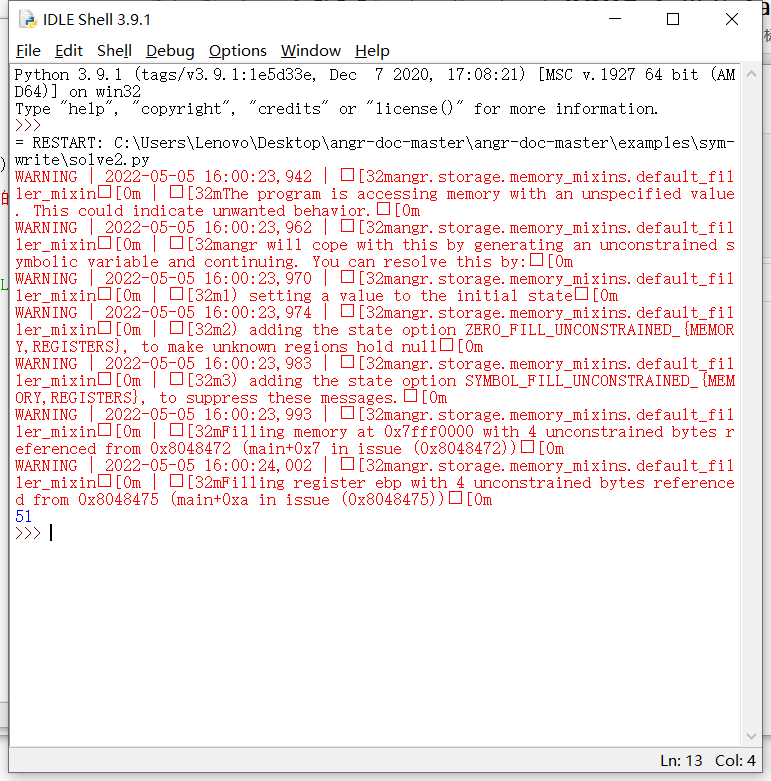 IDLE Shell 3.9.1
File Edit Shell Debug Options Window Help
Python 3.9.1 (tags/v3.9.1:1e5d33e, Dec  7 2020, 17:08:21) [MSC v.1927 64 bit (AM
D64)] on win32
Type "help", "copyright", "credits" or "license()" for more information.
>>>
= RESTART: C:\Users\Lenovo\Desktop\angr-doc-master\angr-doc-master\examples\sym-
write\solve2.py
WARNING | 2022-05-05 16:00:23,942 | □[32mangr.storage.memory_mixins.default_fil
ler_mixin□[0m | □[32mThe program is accessing memory with an unspecified value
. This could indicate unwanted behavior.□[0m
WARNING | 2022-05-05 16:00:23,962 | □[32mangr.storage.memory_mixins.default_fil
ler_mixin□[0m | □[32mangr will cope with this by generating an unconstrained s
ymbolic variable and continuing. You can resolve this by:□[0m
WARNING | 2022-05-05 16:00:23,970 | □[32mangr.storage.memory_mixins.default_fil
ler_mixin□[0m | □[32m1) setting a value to the initial state□[0m
WARNING | 2022-05-05 16:00:23,974 | □[32mangr.storage.memory_mixins.default_fil
ler_mixin□[0m | □[32m2) adding the state option ZERO_FILL_UNCONSTRAINED_{MEMOR
Y,REGISTERS}, to make unknown regions hold null□[0m
WARNING | 2022-05-05 16:00:23,983 | □[32mangr.storage.memory_mixins.default_fil
ler_mixin□[0m | □[32m3) adding the state option SYMBOL_FILL_UNCONSTRAINED_{MEM
ORY,REGISTERS}, to suppress these messages.□[0m
WARNING | 2022-05-05 16:00:23,993 | □[32mangr.storage.memory_mixins.default_fil
ler_mixin□[0m | □[32mFilling memory at 0x7fff0000 with 4 unconstrained bytes r
eferenced from 0x8048472 (main+0x7 in issue (0x8048472))□[0m
WARNING | 2022-05-05 16:00:24,002 | □[32mangr.storage.memory_mixins.default_fil
ler_mixin□[0m | □[32mFilling register ebp with 4 unconstrained bytes reference
d from 0x8048475 (main+0xa in issue (0x8048475))□[0m
51
>>>
Ln: 13 Col: 4